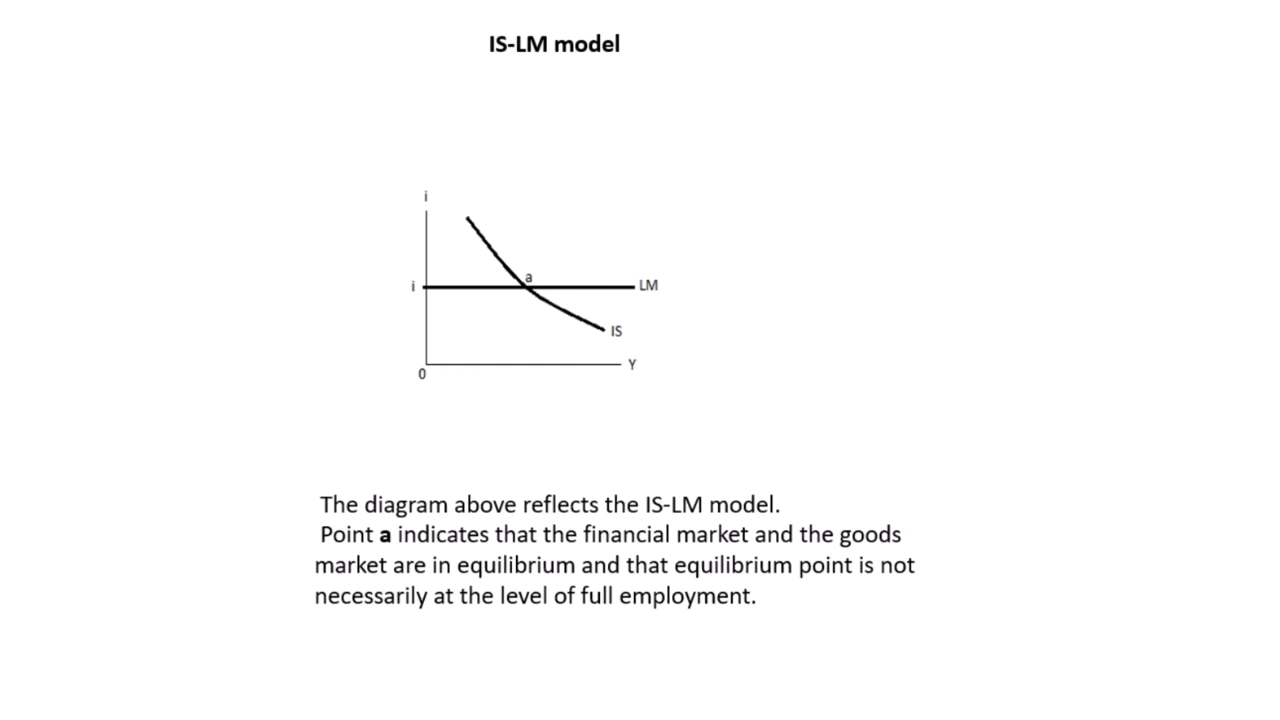 IS-LM model
i
a
i
LM
IS
Y
0
The diagram above reflects the IS-LM model.
Point a indicates that the financial market and the goods
market are in equilibrium and that equilibrium point is not
necessarily at the level of full employment.